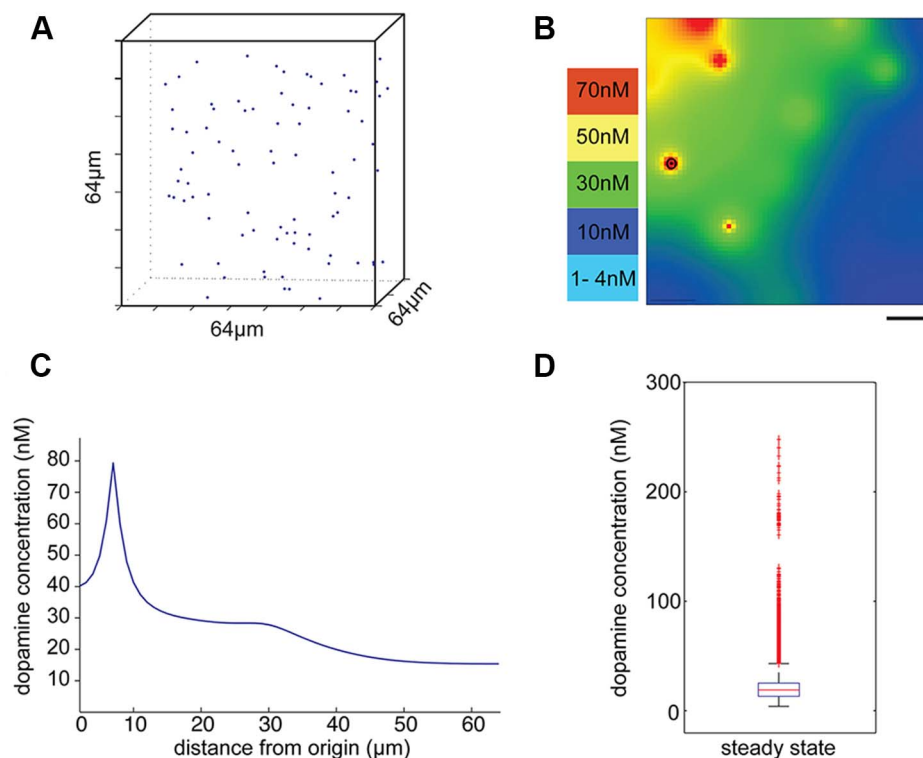 A
64µm
64µm
64µm
B
70nM
50nM
30nM
10nM
1- 4nM
C
dopamine concentration (nM)
80
70
60
50
40
30
20
10
0
10
20
30
40
50
60
distance from origin (µm)
D
dopamine concentration (nM)
300
200
100
0
steady state